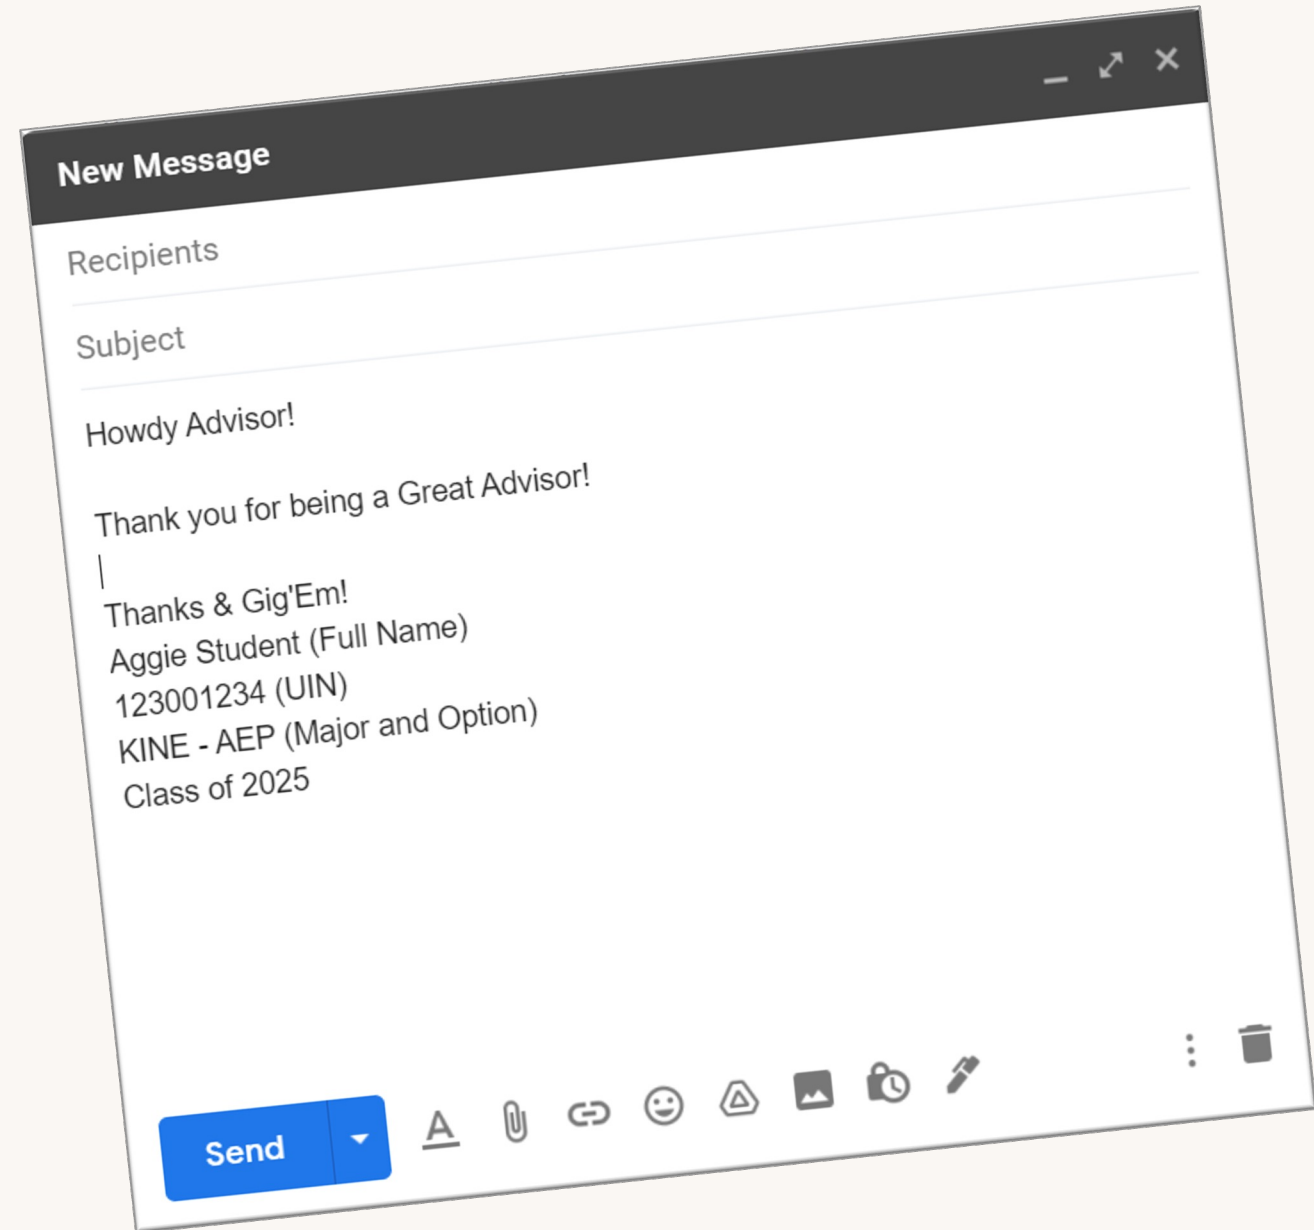 New Message
Recipients
Subject
Howdy Advisor!
Thank you for being a Great Advisor!
Thanks & Gig'Em!
Aggie Student (Full Name)
123001234 (UIN)
KINE - AEP (Major and Option)
Class of 2025
Send